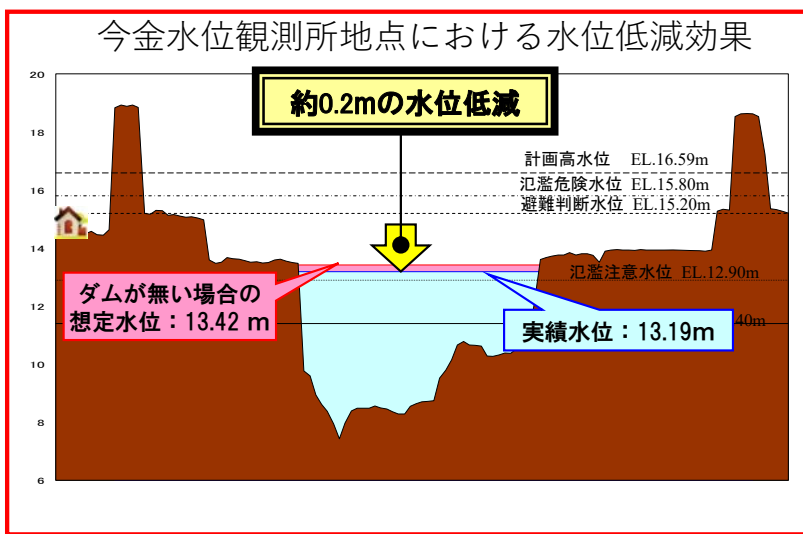 今金水位観測所地点における水位低減効果
20
約0.2mの水位低減
18
計画高水位 EL.16.59m
氾濫危険水位 EL.15.80m
16
避難判断水位 EL.15.20m
14
氾濫注意水位 EL.12.90m
ダムが無い場合の
想定水位：13.42 m
12
実績水位：13.19m
40m
10
8
6